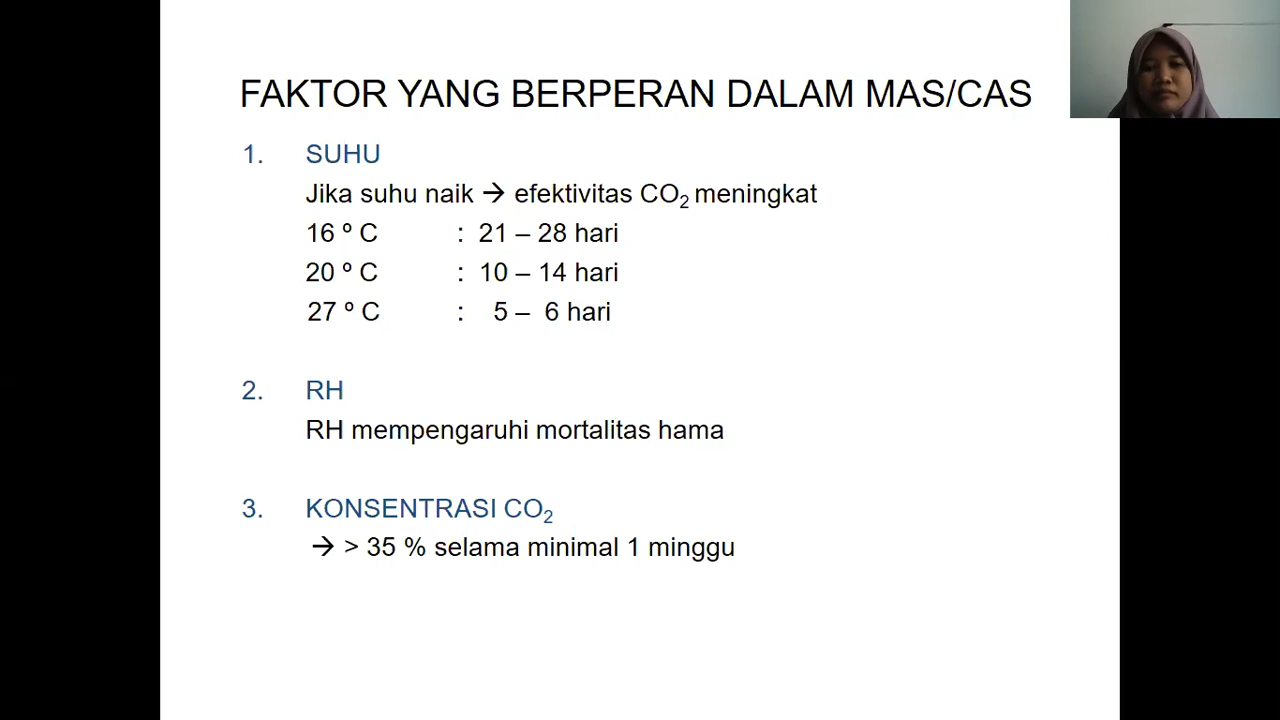 FAKTOR YANG BERPERAN DALAM MAS/CAS
1. SUHU
Jika suhu naik → efektivitas CO₂ meningkat
16 º C : 21 – 28 hari
20 º C : 10 – 14 hari
27 º C : 5 – 6 hari
2. RH
RH mempengaruhi mortalitas hama
3. KONSENTRASI CO₂
→ > 35 % selama minimal 1 minggu